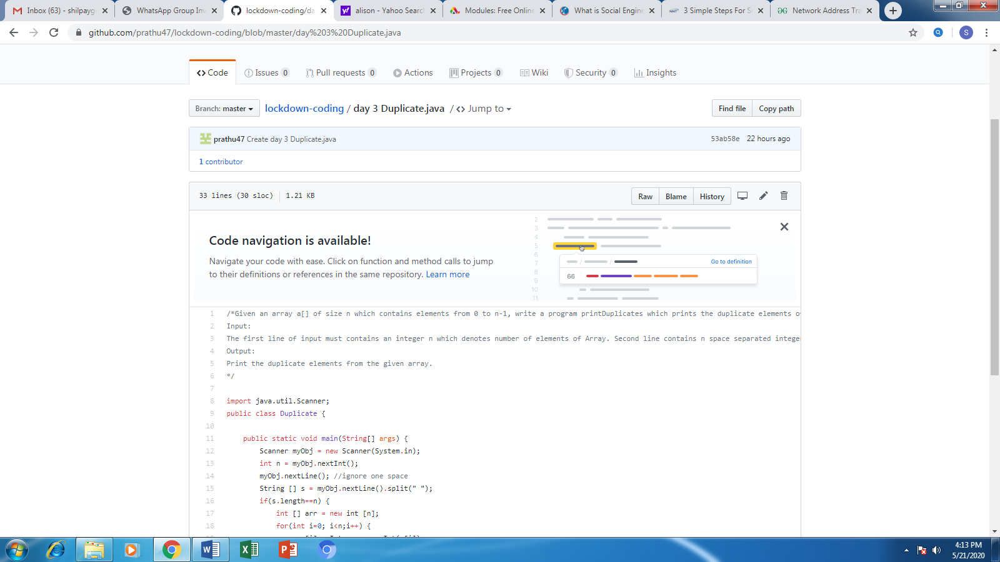 Inbox (63) - shilpayg
WhatsApp Group Inv
lockdown-coding/da
alison - Yahoo Searc
Modules: Free Online
What is Social Engine
3 Simple Steps For S
Network Address Tra
github.com/prathu47/lockdown-coding/blob/master/day%203%20Duplicate.java
S
Code
Issues 0
Pull requests 0
Actions
Projects 0
Wiki
Security 0
Insights
Branch: master
lockdown-coding / day 3 Duplicate.java / <> Jump to
Find file
Copy path
prathu47 Create day 3 Duplicate.java
53ab58e 22 hours ago
1 contributor
33 lines (30 sloc) 1.21 KB
Raw
Blame
History
Code navigation is available!
Navigate your code with ease. Click on function and method calls to jump
to their definitions or references in the same repository. Learn more
2
3
4
5
6
7
8
9
10
11
Go to definition
66
1 /*Given an array a[] of size n which contains elements from 0 to n-1, write a program printDuplicates which prints the duplicate elements
2 Input:
3 The first line of input must contains an integer n which denotes number of elements of Array. Second line contains n space separated intege
4 Output:
5 Print the duplicate elements from the given array.
6 */
7
8 import java.util.Scanner;
9 public class Duplicate {
10
11 public static void main(String[] args) {
12 Scanner myObj = new Scanner(System.in);
13 int n = myObj.nextInt();
14 myObj.nextLine(); //ignore one space
15 String [] s = myObj.nextLine().split(" ");
16 if(s.length==n) {
17 int [] arr = new int [n];
18 for(int i=0; i<n;i++) {
4:13 PM
5/21/2020